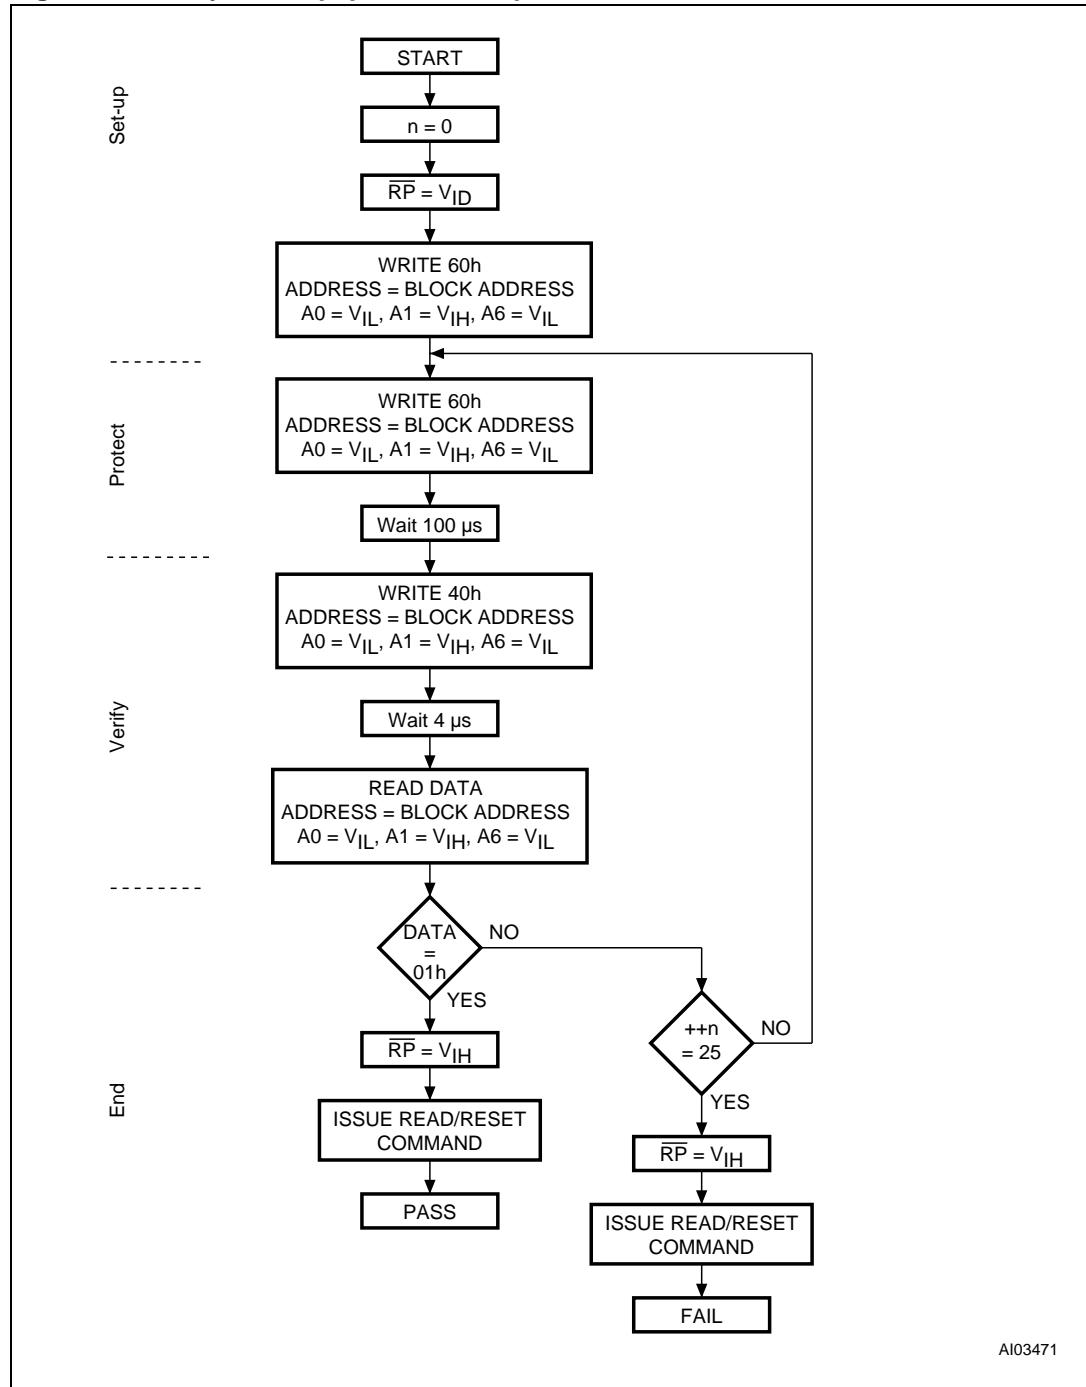 START
Set-up
n = 0
RP = VID
WRITE 60h
ADDRESS = BLOCK ADDRESS
A0 = VIL, A1 = VIH, A6 = VIL
WRITE 60h
ADDRESS = BLOCK ADDRESS
A0 = VIL, A1 = VIH, A6 = VIL
Protect
Wait 100 µs
WRITE 40h
ADDRESS = BLOCK ADDRESS
A0 = VIL, A1 = VIH, A6 = VIL
Verify
Wait 4 µs
READ DATA
ADDRESS = BLOCK ADDRESS
A0 = VIL, A1 = VIH, A6 = VIL
DATA
=
01h
NO
YES
++n
= 25
NO
YES
End
RP = VIH
ISSUE READ/RESET
COMMAND
PASS
RP = VIH
ISSUE READ/RESET
COMMAND
FAIL
AI03471